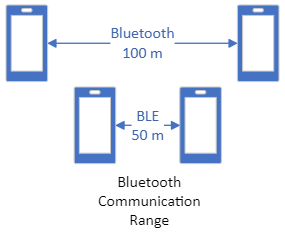 Bluetooth
100 m
BLE
50 m
Bluetooth
Communication
Range